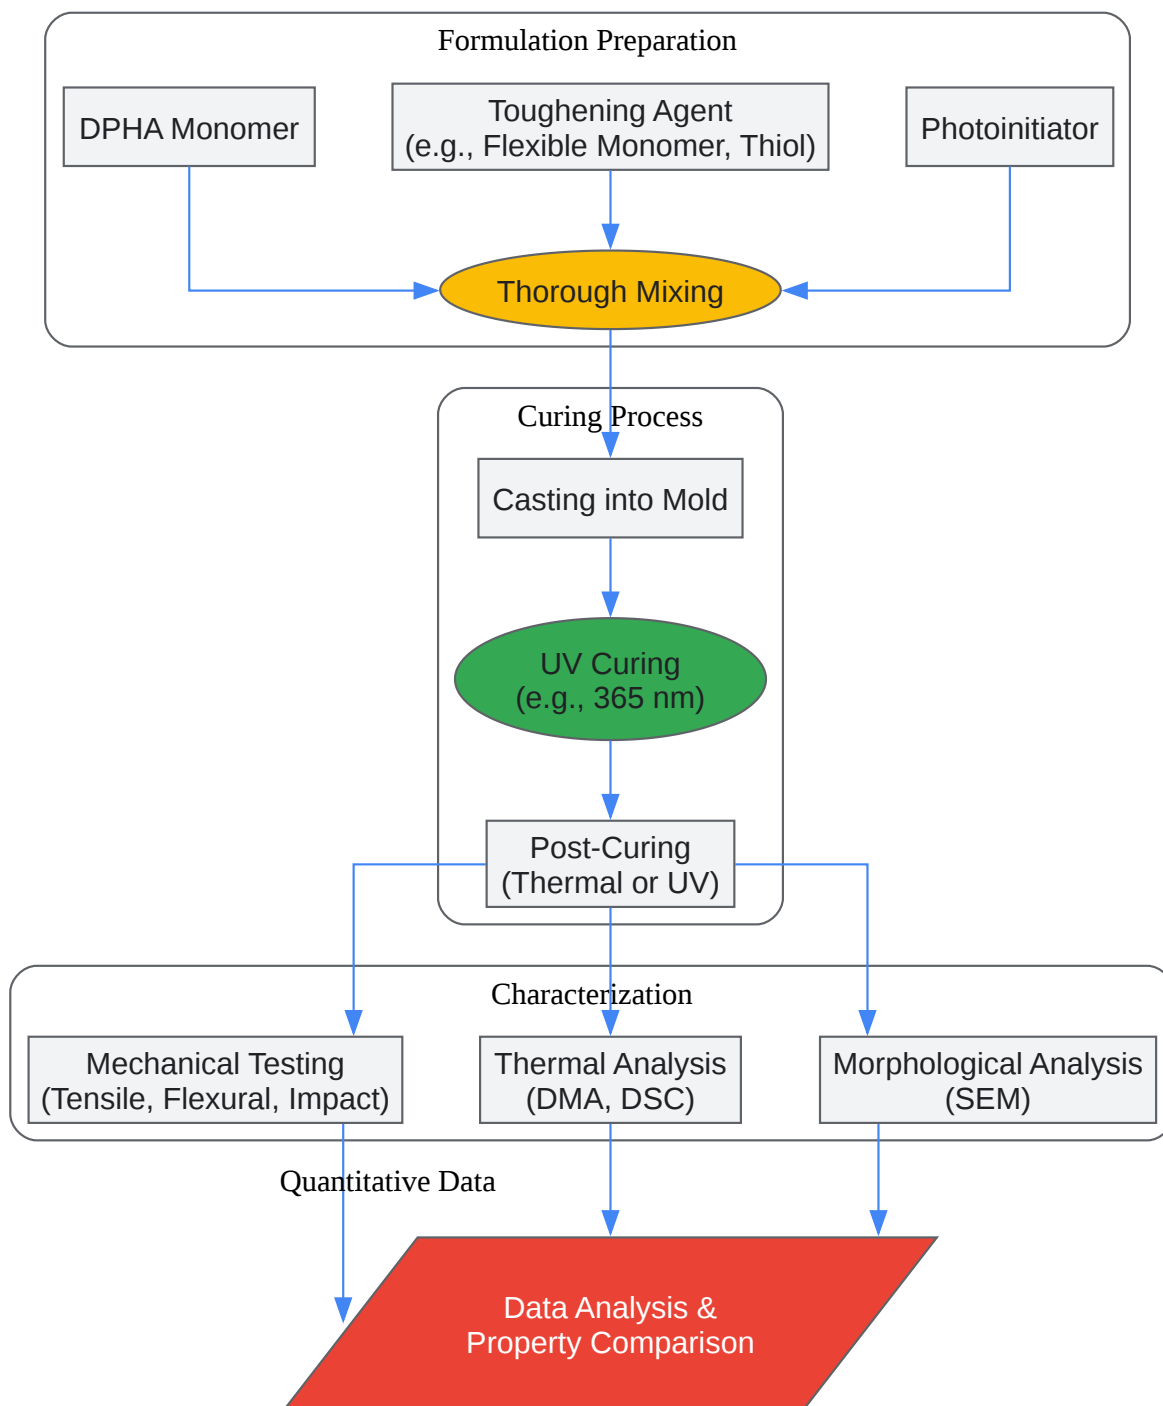 Formulation Preparation
DPHA Monomer
Toughening Agent
(e.g., Flexible Monomer, Thiol)
Photoinitiator
Thorough Mixing
Curing Process
Casting into Mold
UV Curing
(e.g., 365 nm)
Post-Curing
(Thermal or UV)
Characterization
Mechanical Testing
(Tensile, Flexural, Impact)
Thermal Analysis
(DMA, DSC)
Morphological Analysis
(SEM)
Quantitative Data
Data Analysis &
Property Comparison